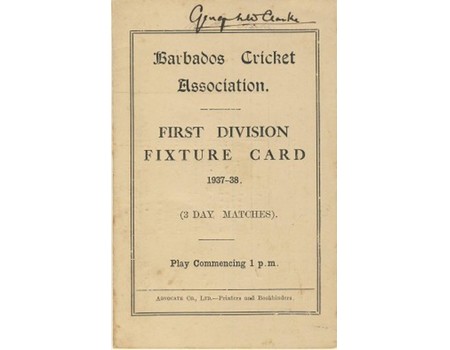 Barbados Cricket
Association.
FIRST DIVISION
FIXTURE CARD
1937-38.
(3 DAY MATCHES).
Play Commencing 1 p.m.
ADVOCATE CO., LTD.—Printers and Bookbinders.